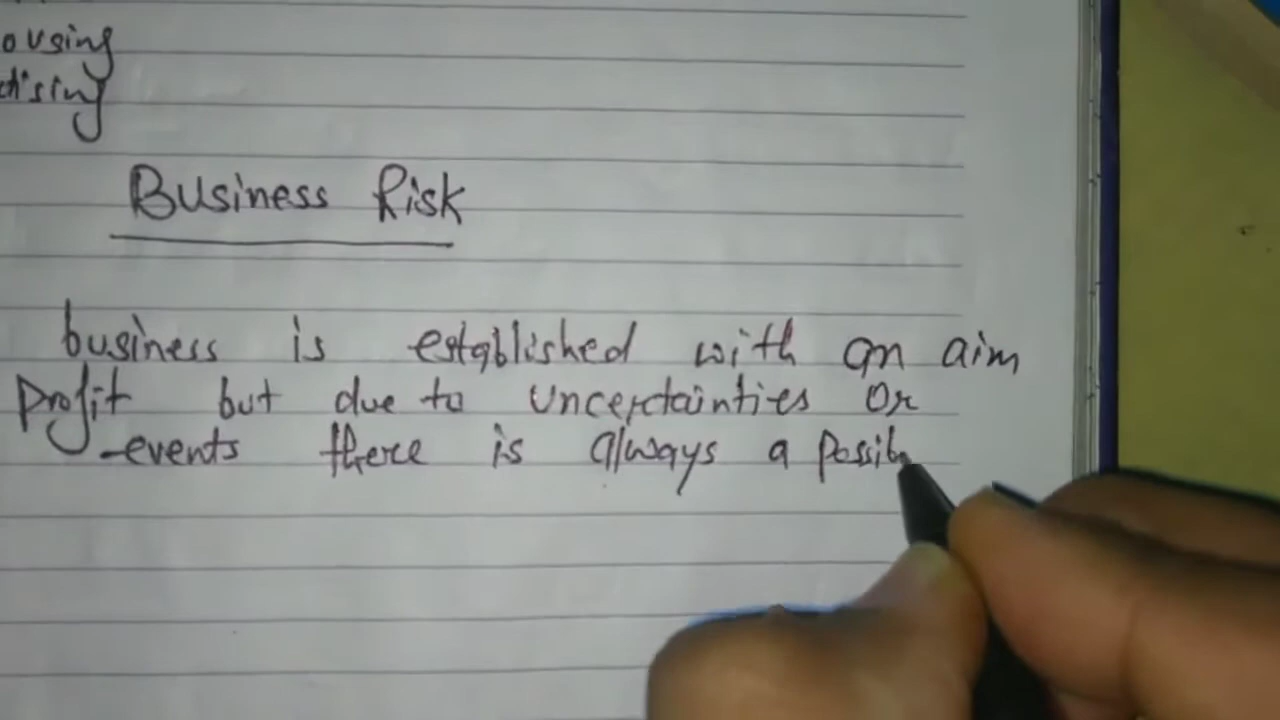 ousing
tising
Business Risk
business is established with an aim
Profit but due to uncertainties or
events there is always a Possib